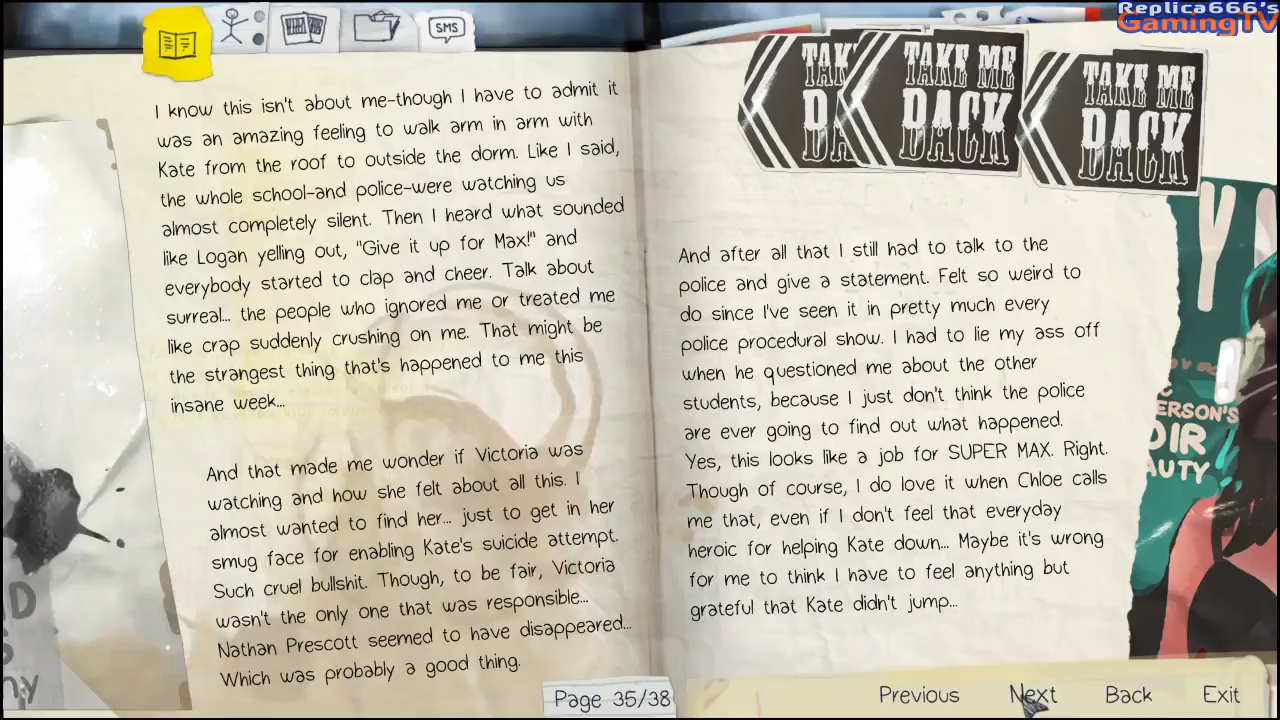 Replica666's
GamingTV
SMS
I know this isn't about me-though I have to admit it
was an amazing feeling to walk arm in arm with
Kate from the roof to outside the dorm. Like I said,
the whole school-and police-were watching us
almost completely silent. Then I heard what sounded
like Logan yelling out, "Give it up for Max!" and
everybody started to clap and cheer. Talk about
surreal... the people who ignored me or treated me
like crap suddenly crushing on me. That might be
the strangest thing that's happened to me this
insane week...
And that made me wonder if Victoria was
watching and how she felt about all this. I
almost wanted to find her... just to get in her
smug face for enabling Kate's suicide attempt.
Such cruel bullshit. Though, to be fair, Victoria
wasn't the only one that was responsible...
Nathan Prescott seemed to have disappeared...
Which was probably a good thing.
TAKE ME
TAKE ME
BACK
BACK
And after all that I still had to talk to the
police and give a statement. Felt so weird to
do since I've seen it in pretty much every
police procedural show. I had to lie my ass off
when he questioned me about the other
students, because I just don't think the police
are ever going to find out what happened.
Yes, this looks like a job for SUPER MAX. Right.
Though of course, I do love it when Chloe calls
me that, even if I don't feel that everyday
heroic for helping Kate down... Maybe it's wrong
for me to think I have to feel anything but
grateful that Kate didn't jump...
ERSON'S
OIR
AUTY
Page 35/38
Previous Next Back Exit